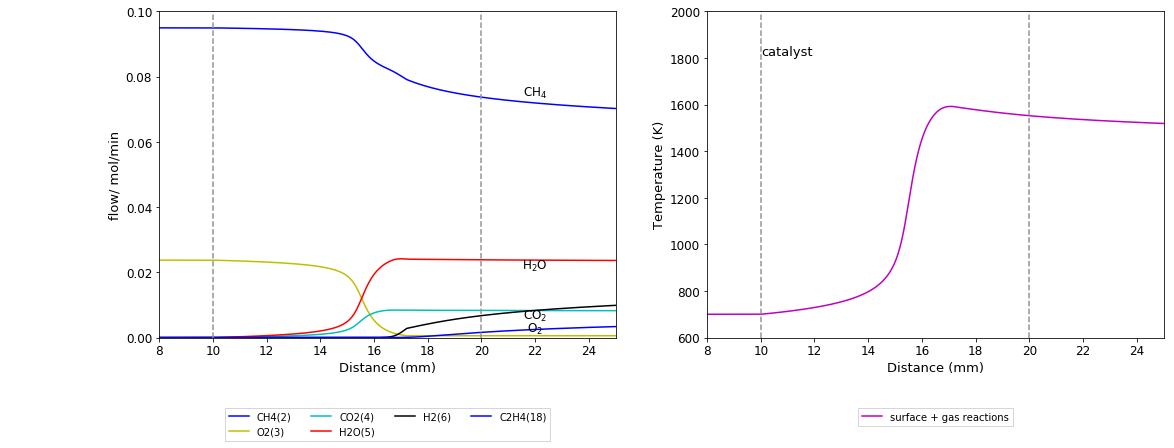 0.10
0.08
0.06
0.04
0.02
0.00
flow/ mol/min
CH₄
H₂O
CO₂
O₂
8 10 12 14 16 18 20 22 24
Distance (mm)
CH4(2) CO2(4) H2(6) C2H4(18)
O2(3) H2O(5)
2000
1800
1600
1400
1200
1000
800
600
Temperature (K)
catalyst
8 10 12 14 16 18 20 22 24
Distance (mm)
surface + gas reactions